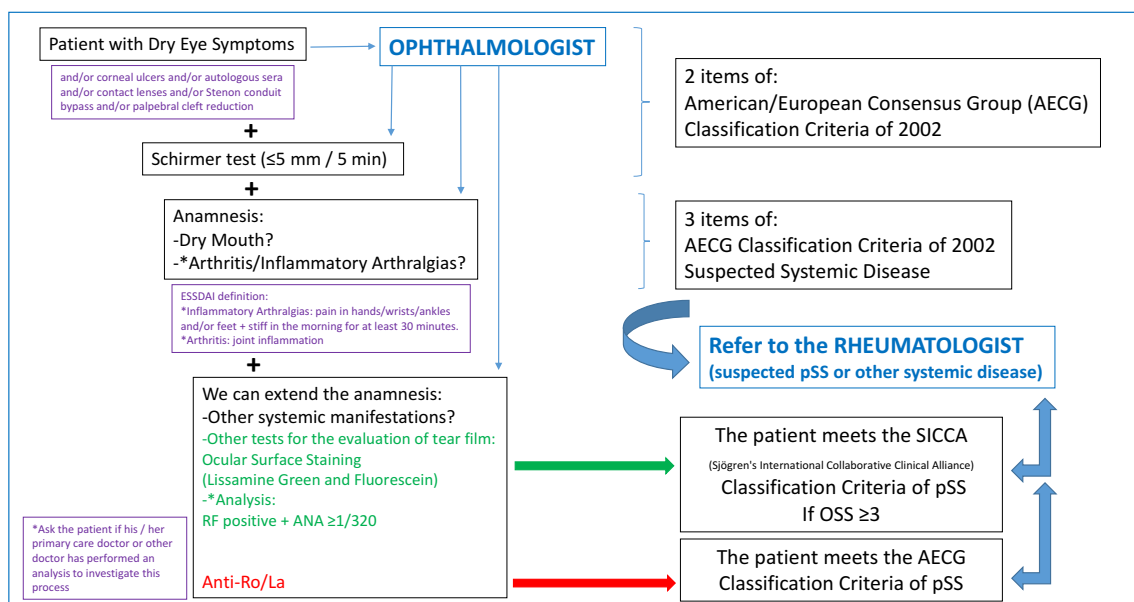 Patient with Dry Eye Symptoms
OPHTHALMOLOGIST
and/or corneal ulcers and/or autologous sera
and/or contact lenses and/or Stenon conduit
bypass and/or palpebral cleft reduction
+
Schirmer test (≤5 mm / 5 min)
+
Anamnesis:
-Dry Mouth?
-*Arthritis/Inflammatory Arthralgias?
ESSDAI definition:
*Inflammatory Arthralgias: pain in hands/wrists/ankles
and/or feet + stiff in the morning for at least 30 minutes.
*Arthritis: joint inflammation
+
We can extend the anamnesis:
-Other systemic manifestations?
-Other tests for the evaluation of tear film:
Ocular Surface Staining
(Lissamine Green and Fluorescein)
-*Analysis:
RF positive + ANA ≥1/320
Anti-Ro/La
*Ask the patient if his / her
primary care doctor or other
doctor has performed an
analysis to investigate this
process
2 items of:
American/European Consensus Group (AECG)
Classification Criteria of 2002
3 items of:
AECG Classification Criteria of 2002
Suspected Systemic Disease
Refer to the RHEUMATOLOGIST
(suspected pSS or other systemic disease)
The patient meets the SICCA
(Sjögren's International Collaborative Clinical Alliance)
Classification Criteria of pSS
If OSS ≥3
The patient meets the AECG
Classification Criteria of pSS